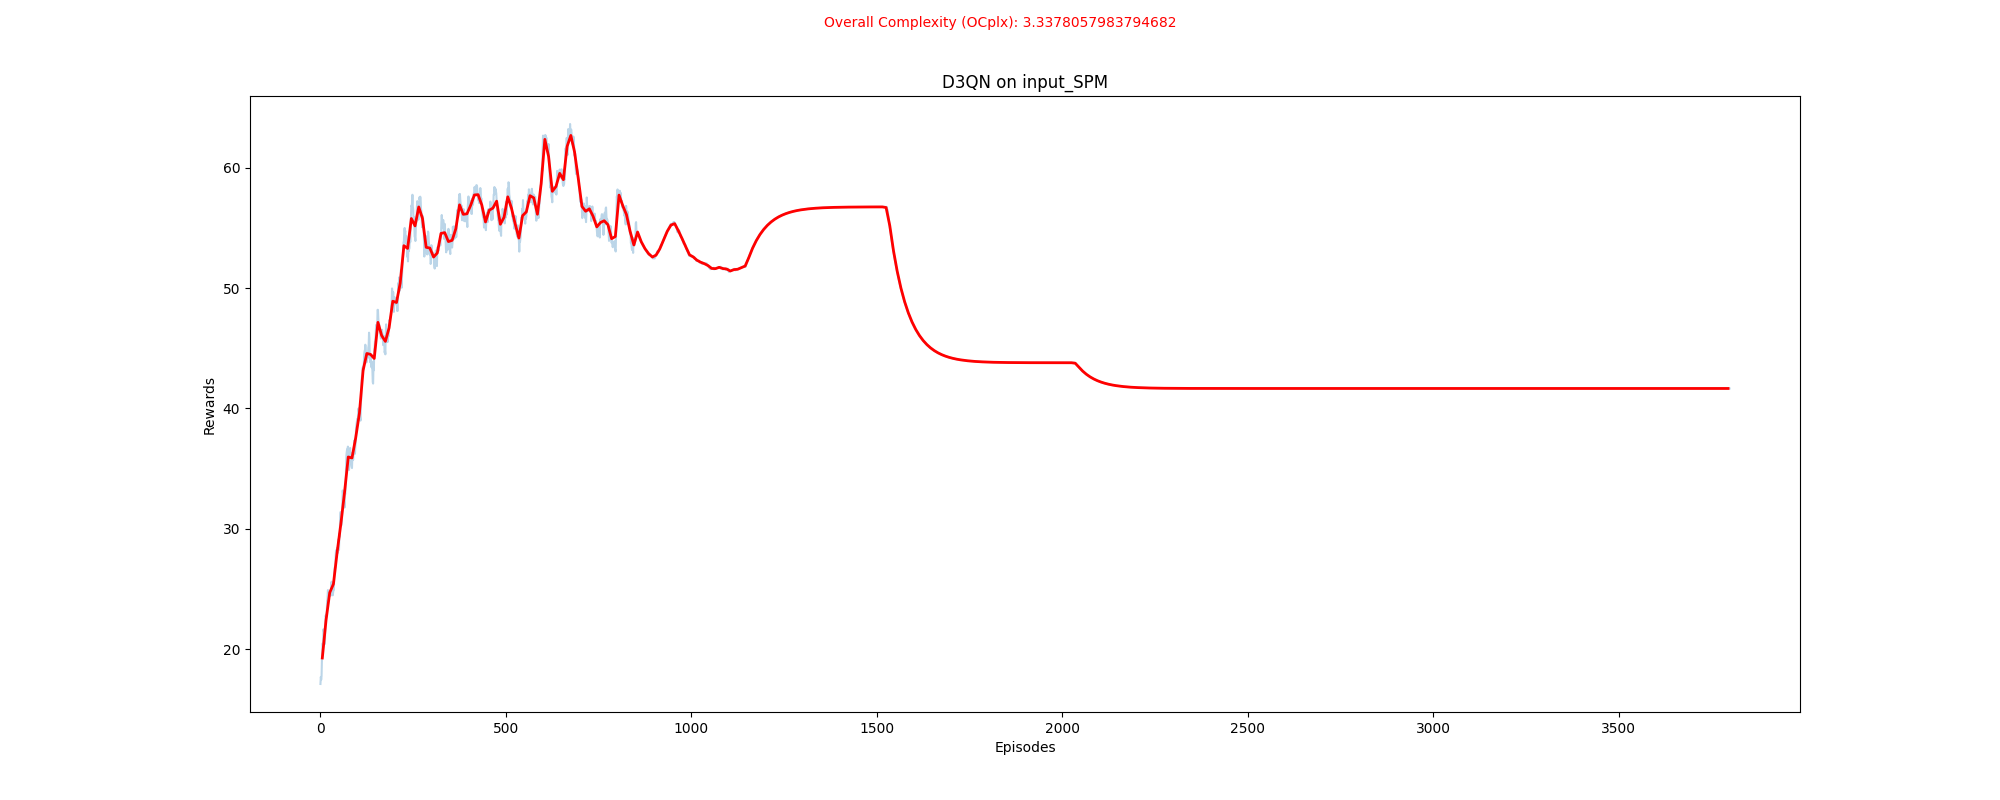 Overall Complexity (OCplx): 3.3378057983794682
D3QN on input_SPM
60
50
40
30
20
Rewards
0 500 1000 1500 2000 2500 3000 3500
Episodes